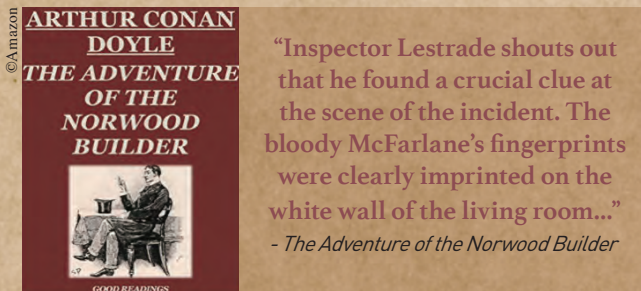 ©Amazon
ARTHUR CONAN
DOYLE
THE ADVENTURE
OF THE
NORWOOD
BUILDER
GOOD READINGS
“Inspector Lestrade shouts out
that he found a crucial clue at
the scene of the incident. The
bloody McFarlane’s fingerprints
were clearly imprinted on the
white wall of the living room...”
- The Adventure of the Norwood Builder